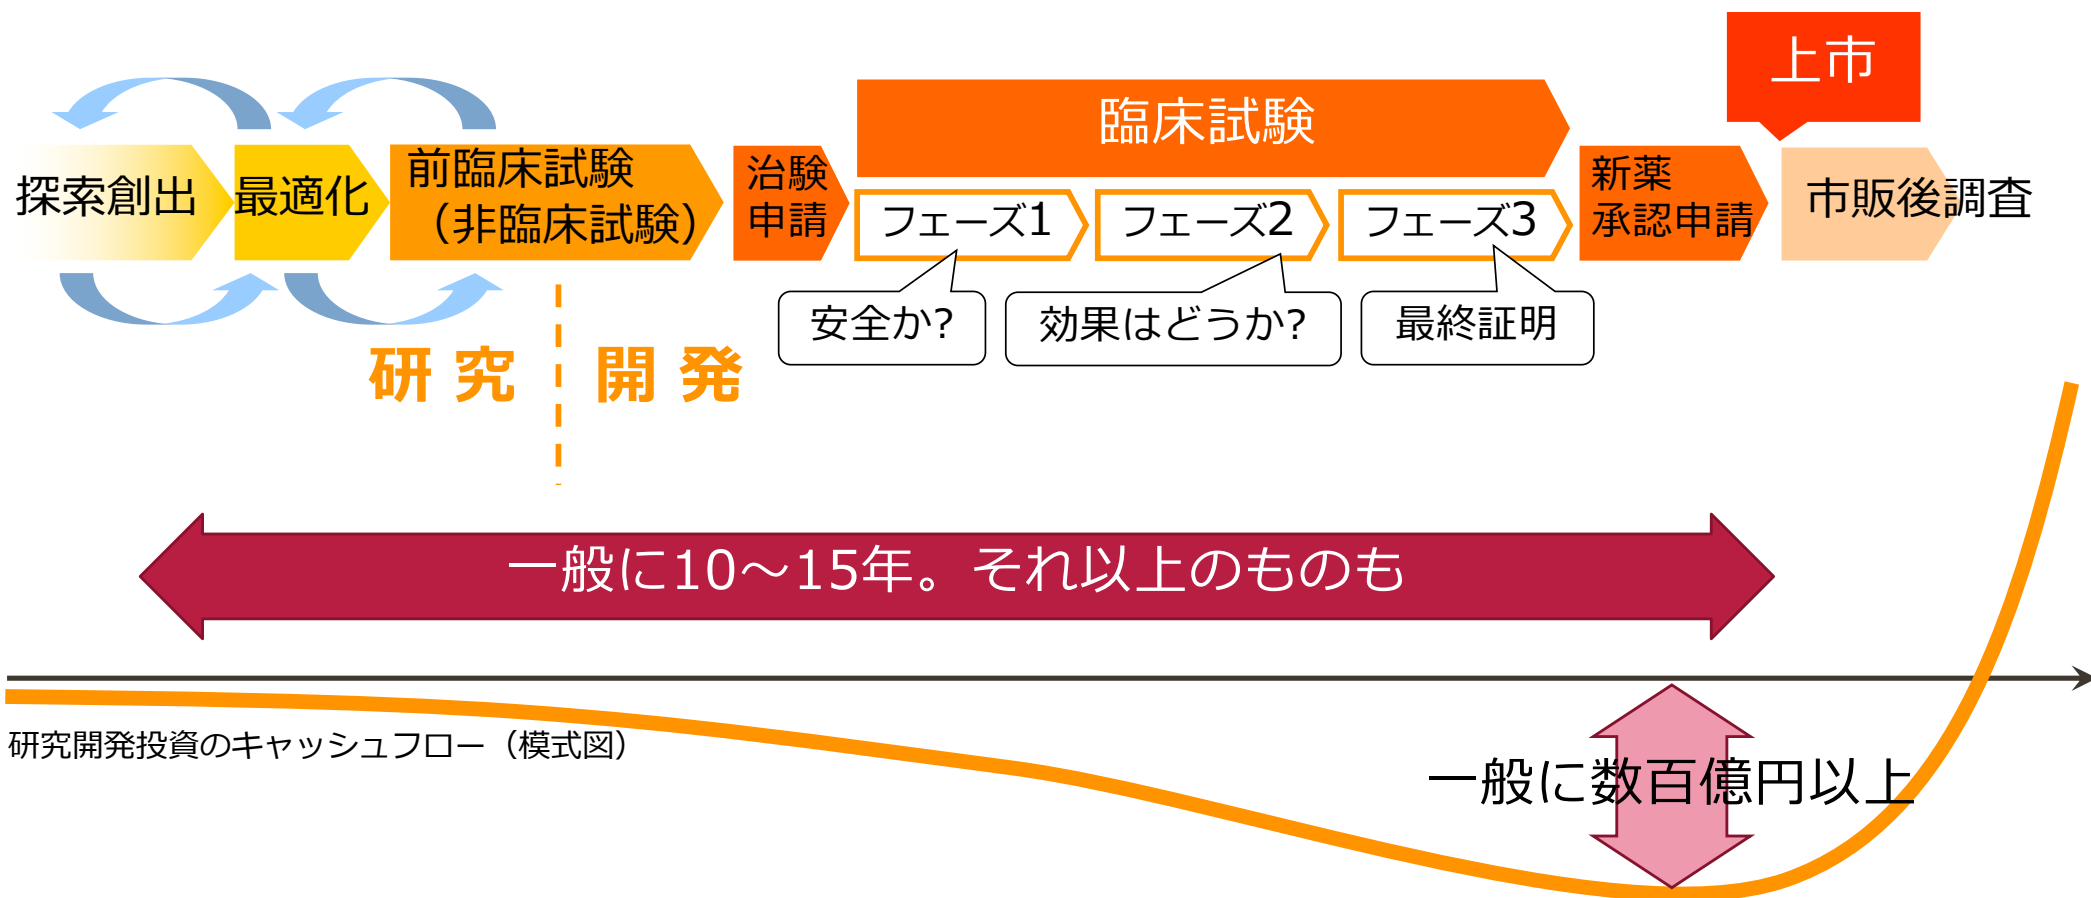 上市
臨床試験
探索創出
最適化
前臨床試験
（非臨床試験）
治験
申請
フェーズ1
フェーズ2
フェーズ3
新薬
承認申請
市販後調査
安全か?
効果はどうか?
最終証明
研 究
開 発
一般に10～15年。それ以上のものも
研究開発投資のキャッシュフロー（模式図）
一般に数百億円以上